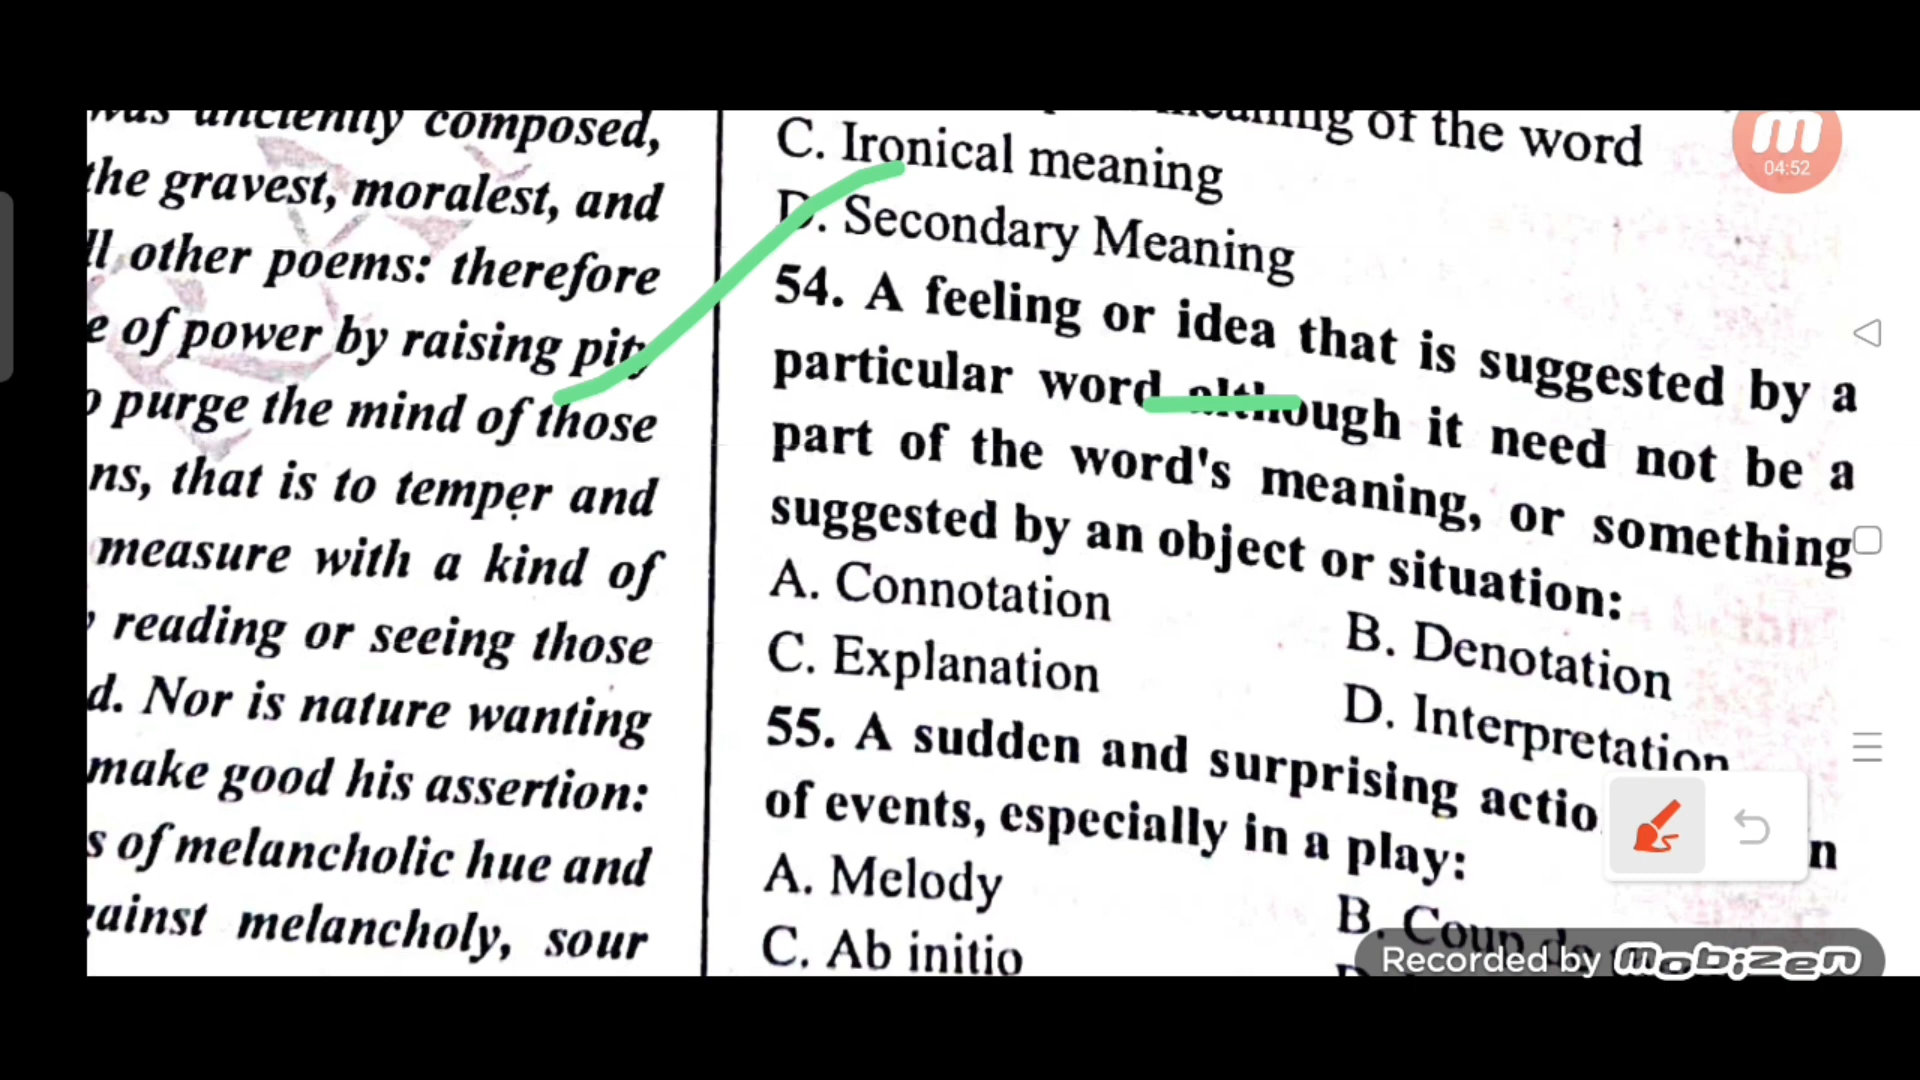 was anciently composed,
the gravest, moralest, and
other poems: therefore
of power by raising pity
purge the mind of those
ns, that is to temper and
measure with a kind of
reading or seeing those
d. Nor is nature wanting
make good his assertion:
s of melancholic hue and
melancholy, sour
meaning of the word
C. Ironical meaning
D. Secondary Meaning
54. A feeling or idea that is suggested by a
particular word although it need not be a
part of the word's meaning, or something
suggested by an object or situation:
A. Connotation
B. Denotation
C. Explanation
D. Interpretation
55. A sudden and surprising actio n
of events, especially in a play:
A. Melody
B. Coup de
C. Ab initio
04:52
Recorded by mobizen